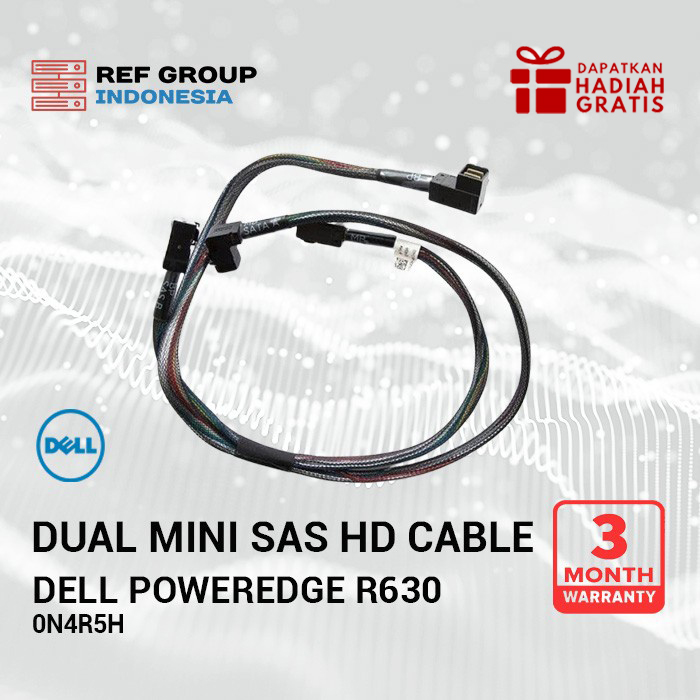 REF GROUP
INDONESIA
DAPATKAN
HADIAH
GRATIS
SATA A
DELL
DUAL MINI SAS HD CABLE
DELL POWEREDGE R630
0N4R5H
3
MONTH
WARRANTY